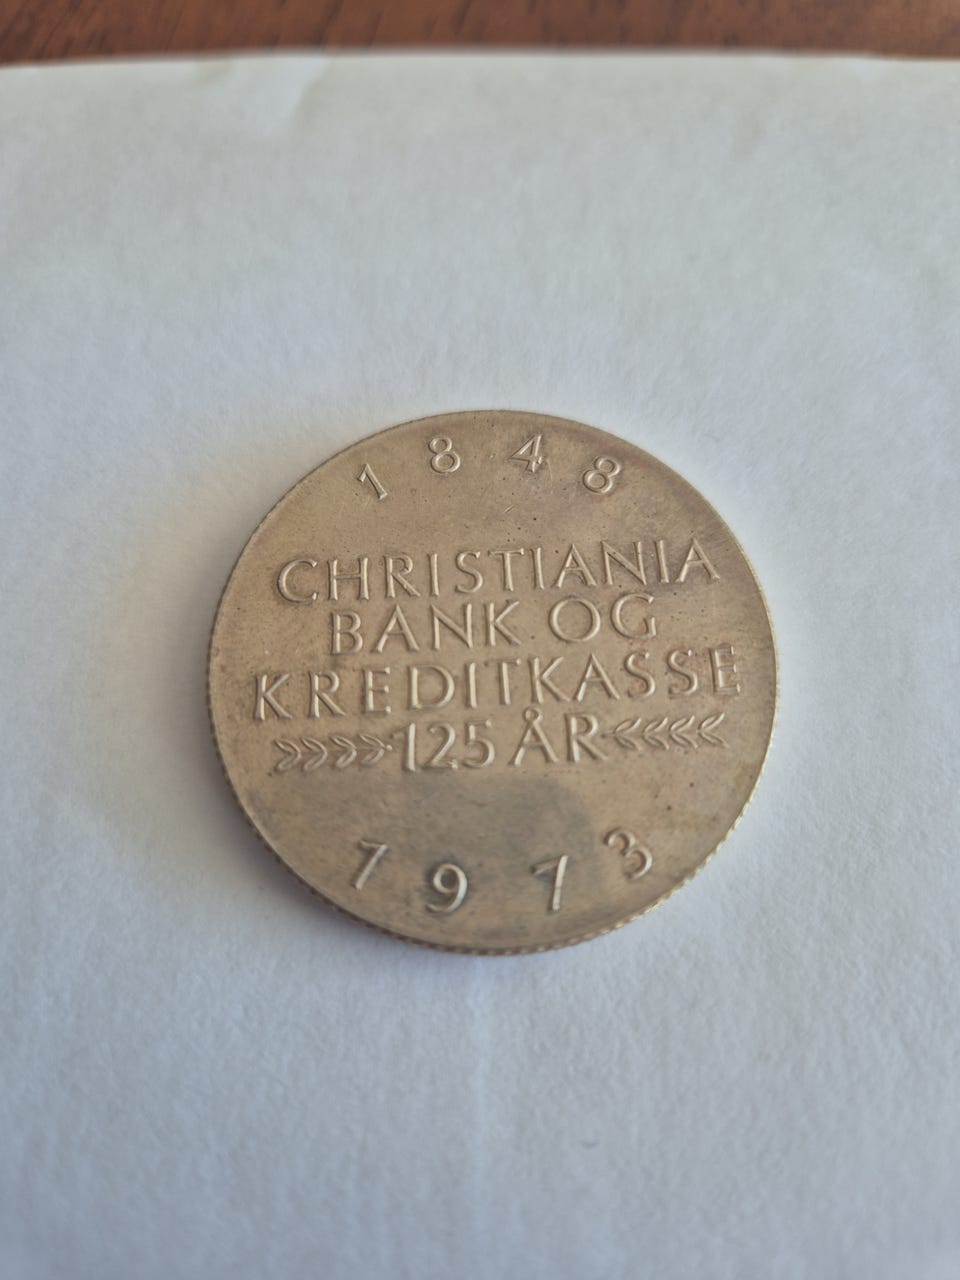 1848
CHRISTIANIA
BANK OG
KREDITKASSE
125 ÅR
1973